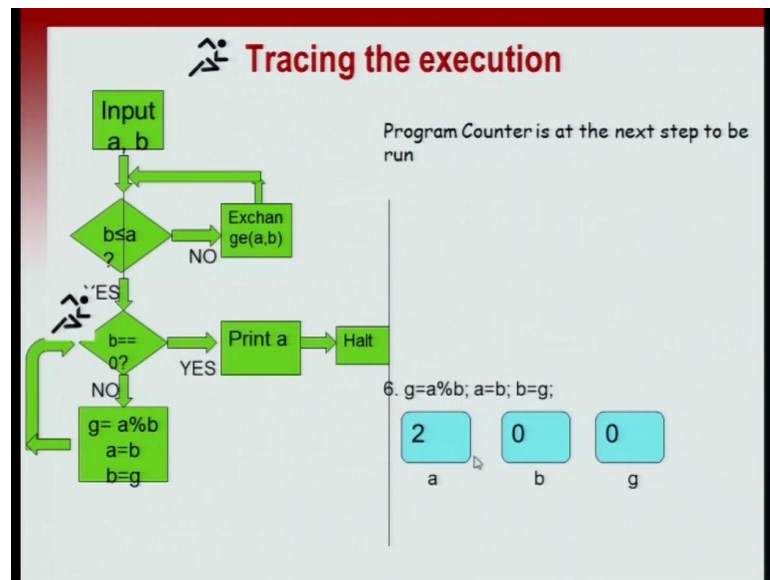 Tracing the execution
Input
a, b
Program Counter is at the next step to be
run
b≤a
?
NO
Exchan
ge(a,b)
YES
b==
0?
YES
Print a
Halt
NO
g= a%b
a=b
b=g
6. g=a%b; a=b; b=g;
2
0
0
a
b
g